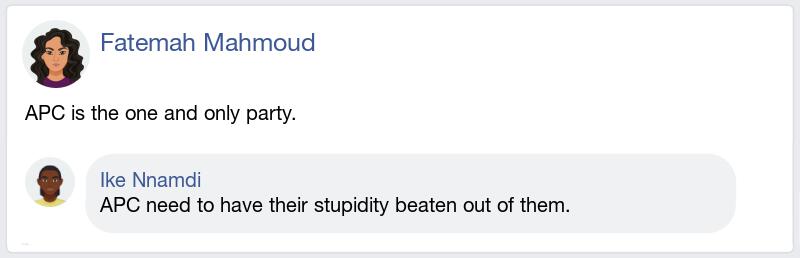 Fatemah Mahmoud
APC is the one and only party.
Ike Nnamdi
APC need to have their stupidity beaten out of them.